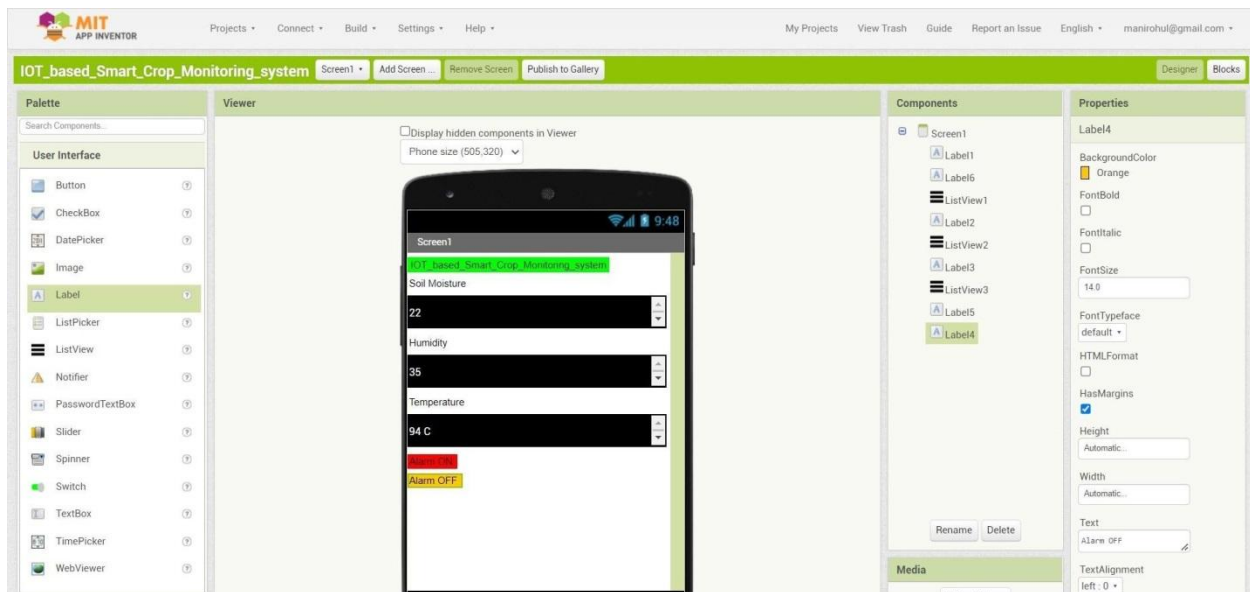 MIT
APP INVENTOR
Projects Connect Build Settings Help My Projects View Trash Guide Report an Issue English manirohul@gmail.com
IOT_based_Smart_Crop_Monitoring_system Screen1 Add Screen ... Remove Screen Publish to Gallery Designer Blocks
Palette
Search Components...
User Interface
Button
CheckBox
DatePicker
Image
Label
ListPicker
ListView
Notifier
PasswordTextBox
Slider
Spinner
Switch
TextBox
TimePicker
WebViewer
Viewer
Display hidden components in Viewer
Phone size (505,320)
9:48
Screen1
IOT_based_Smart_Crop_Monitoring_system
Soil Moisture
22
Humidity
35
Temperature
94 C
Alarm ON
Alarm OFF
Components
Screen1
Label1
Label6
ListView1
Label2
ListView2
Label3
ListView3
Label5
Label4
Rename Delete
Media
Properties
Label4
BackgroundColor
Orange
FontBold
FontItalic
FontSize
14.0
FontTypeface
default
HTMLFormat
HasMargins
Height
Automatic...
Width
Automatic...
Text
Alarm OFF
TextAlignment
left : 0